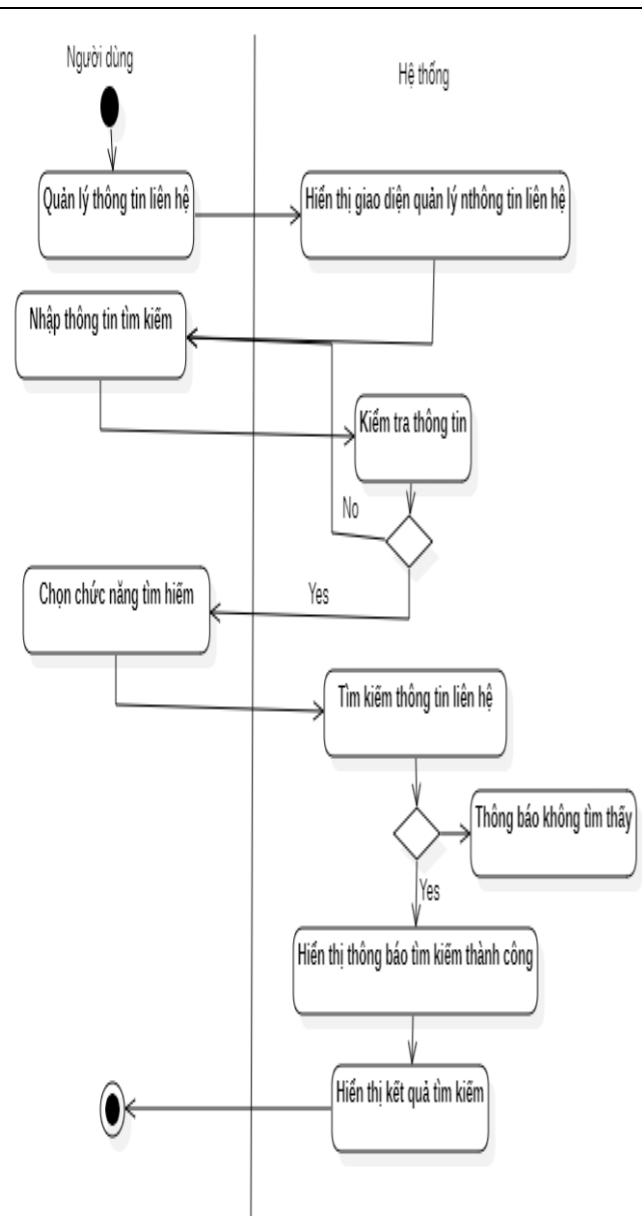 Người dùng
Hệ thống
Quản lý thông tin liên hệ
Hiển thị giao diện quản lý nthông tin liên hệ
Nhập thông tin tìm kiếm
Kiểm tra thông tin
No
Chọn chức năng tìm hiếm
Yes
Tìm kiếm thông tin liên hệ
Thông báo không tìm thấy
Yes
Hiển thị thông báo tìm kiếm thành công
Hiển thị kết quả tìm kiếm